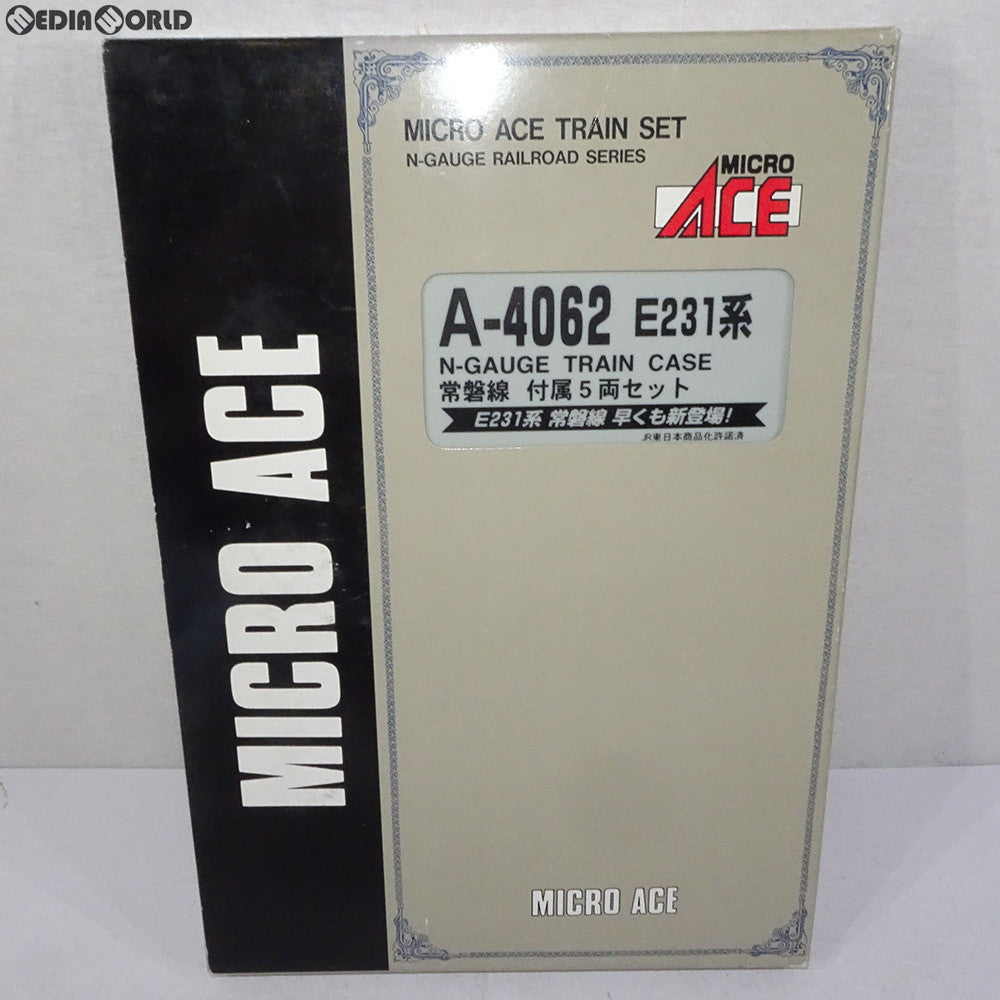 MEDIAWORLD
MICRO ACE TRAIN SET
N-GAUGE RAILROAD SERIES
MICRO
ACE
A-4062 E231系
N-GAUGE TRAIN CASE
常磐線 付属5両セット
E231系 常磐線 早くも新登場!
JR東日本商品化許諾済
MICRO ACE
MICRO ACE